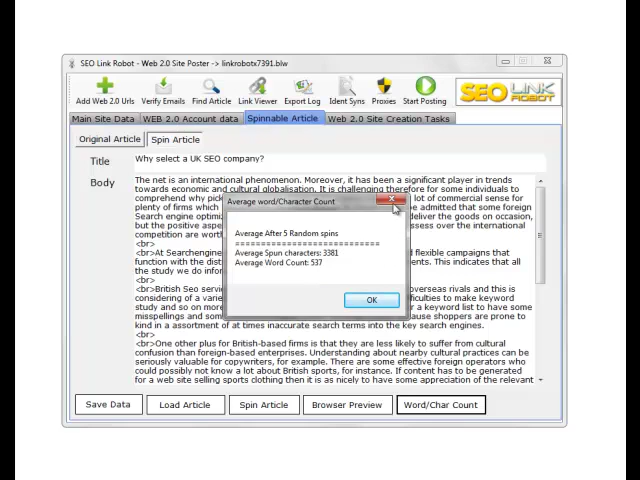 SEO Link Robot - Web 2.0 Site Poster -> linkrobotx7391.blw
Add Web 2.0 Urls Verify Emails Find Article Link Viewer Export Log Ident Sync Proxies Start Posting
SEO LINK ROBOT
Main Site Data WEB 2.0 Account data Spinnable Article Web 2.0 Site Creation Tasks
Original Article Spin Article
Title Why select a UK SEO company?
Body The net is an international phenomenon. Moreover, it has been a significant player in trends
towards economic and cultural globalisation. It is challenging therefore for some individuals to
comprehend why pick lot of commercial sense for
plenty of firms which be admitted that some foreign
Search engine optimiz deliver the goods on occasion,
but the positive aspect assess over the international
competition are worth
<br>
<br>At Searchengine flexible campaigns that
function with the distin This indicates that all
the study we do infor
<br>
<br>British Seo servic overseas rivals and this is
considering of a varie ficulties to make keyword
study and so on more r a keyword list to have some
misspellings and some cause shoppers are prone to
kind in a assortment of at times inaccurate search terms into the key search engines.
<br>
<br>One other plus for British-based firms is that they are less likely to suffer from cultural
confusion than foreign-based enterprises. Understanding about nearby cultural practices can be
seriously valuable for copywriters, for example. There are some effective foreign operators who
could possibly not know a lot about British sports, for instance. If content has to be generated
for a web site selling sports clothing then it is as nicely to have some appreciation of the relevant
Average word/Character Count
Average After 5 Random spins
===========================
Average Spun characters: 3381
Average Word Count: 537
OK
Save Data Load Article Spin Article Browser Preview Word/Char Count